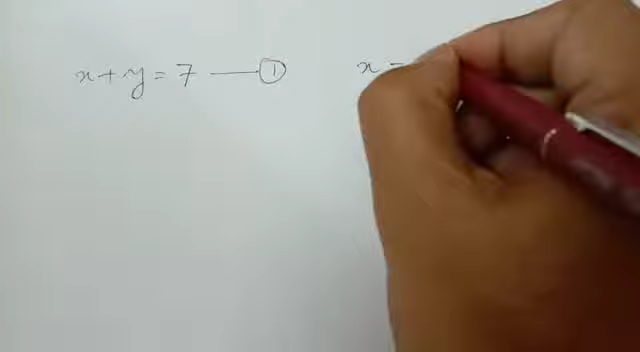 x + y = 7 —— ① x -